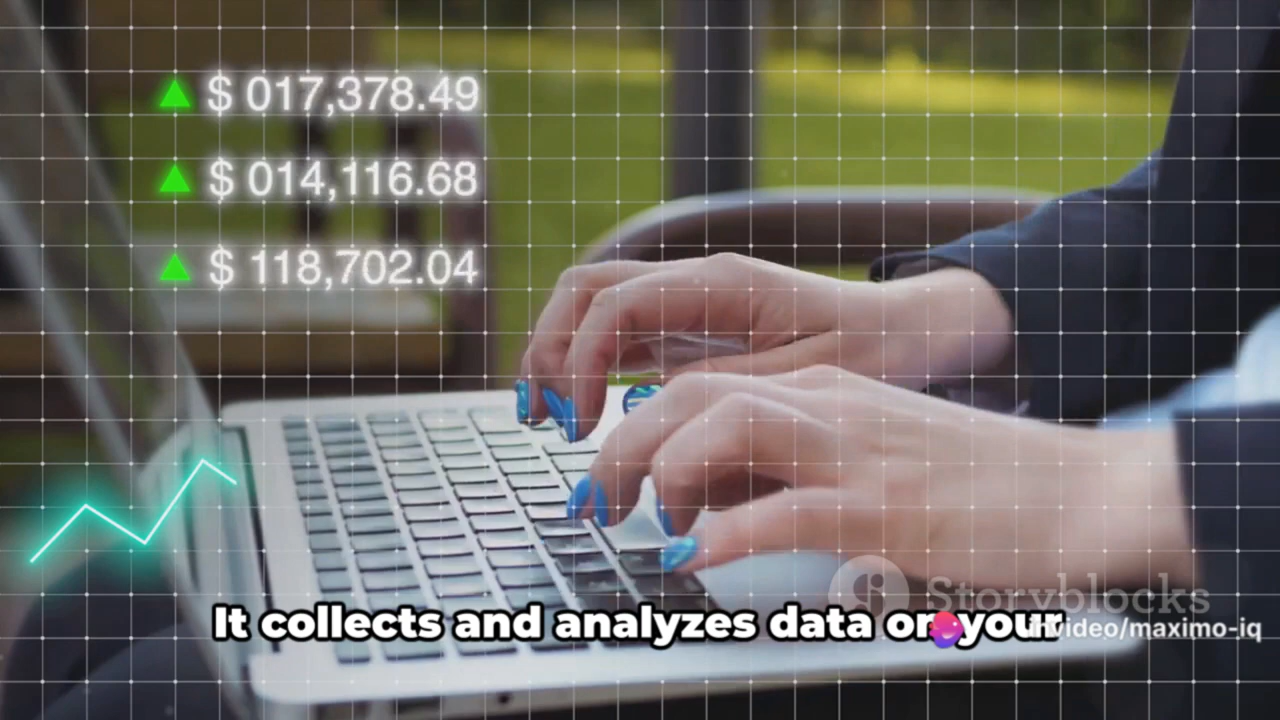 $ 017,378.49
$ 014,116.68
$ 118,702.04
Storyblocks
It collects and analyzes data on your
invideo/maximo-iq